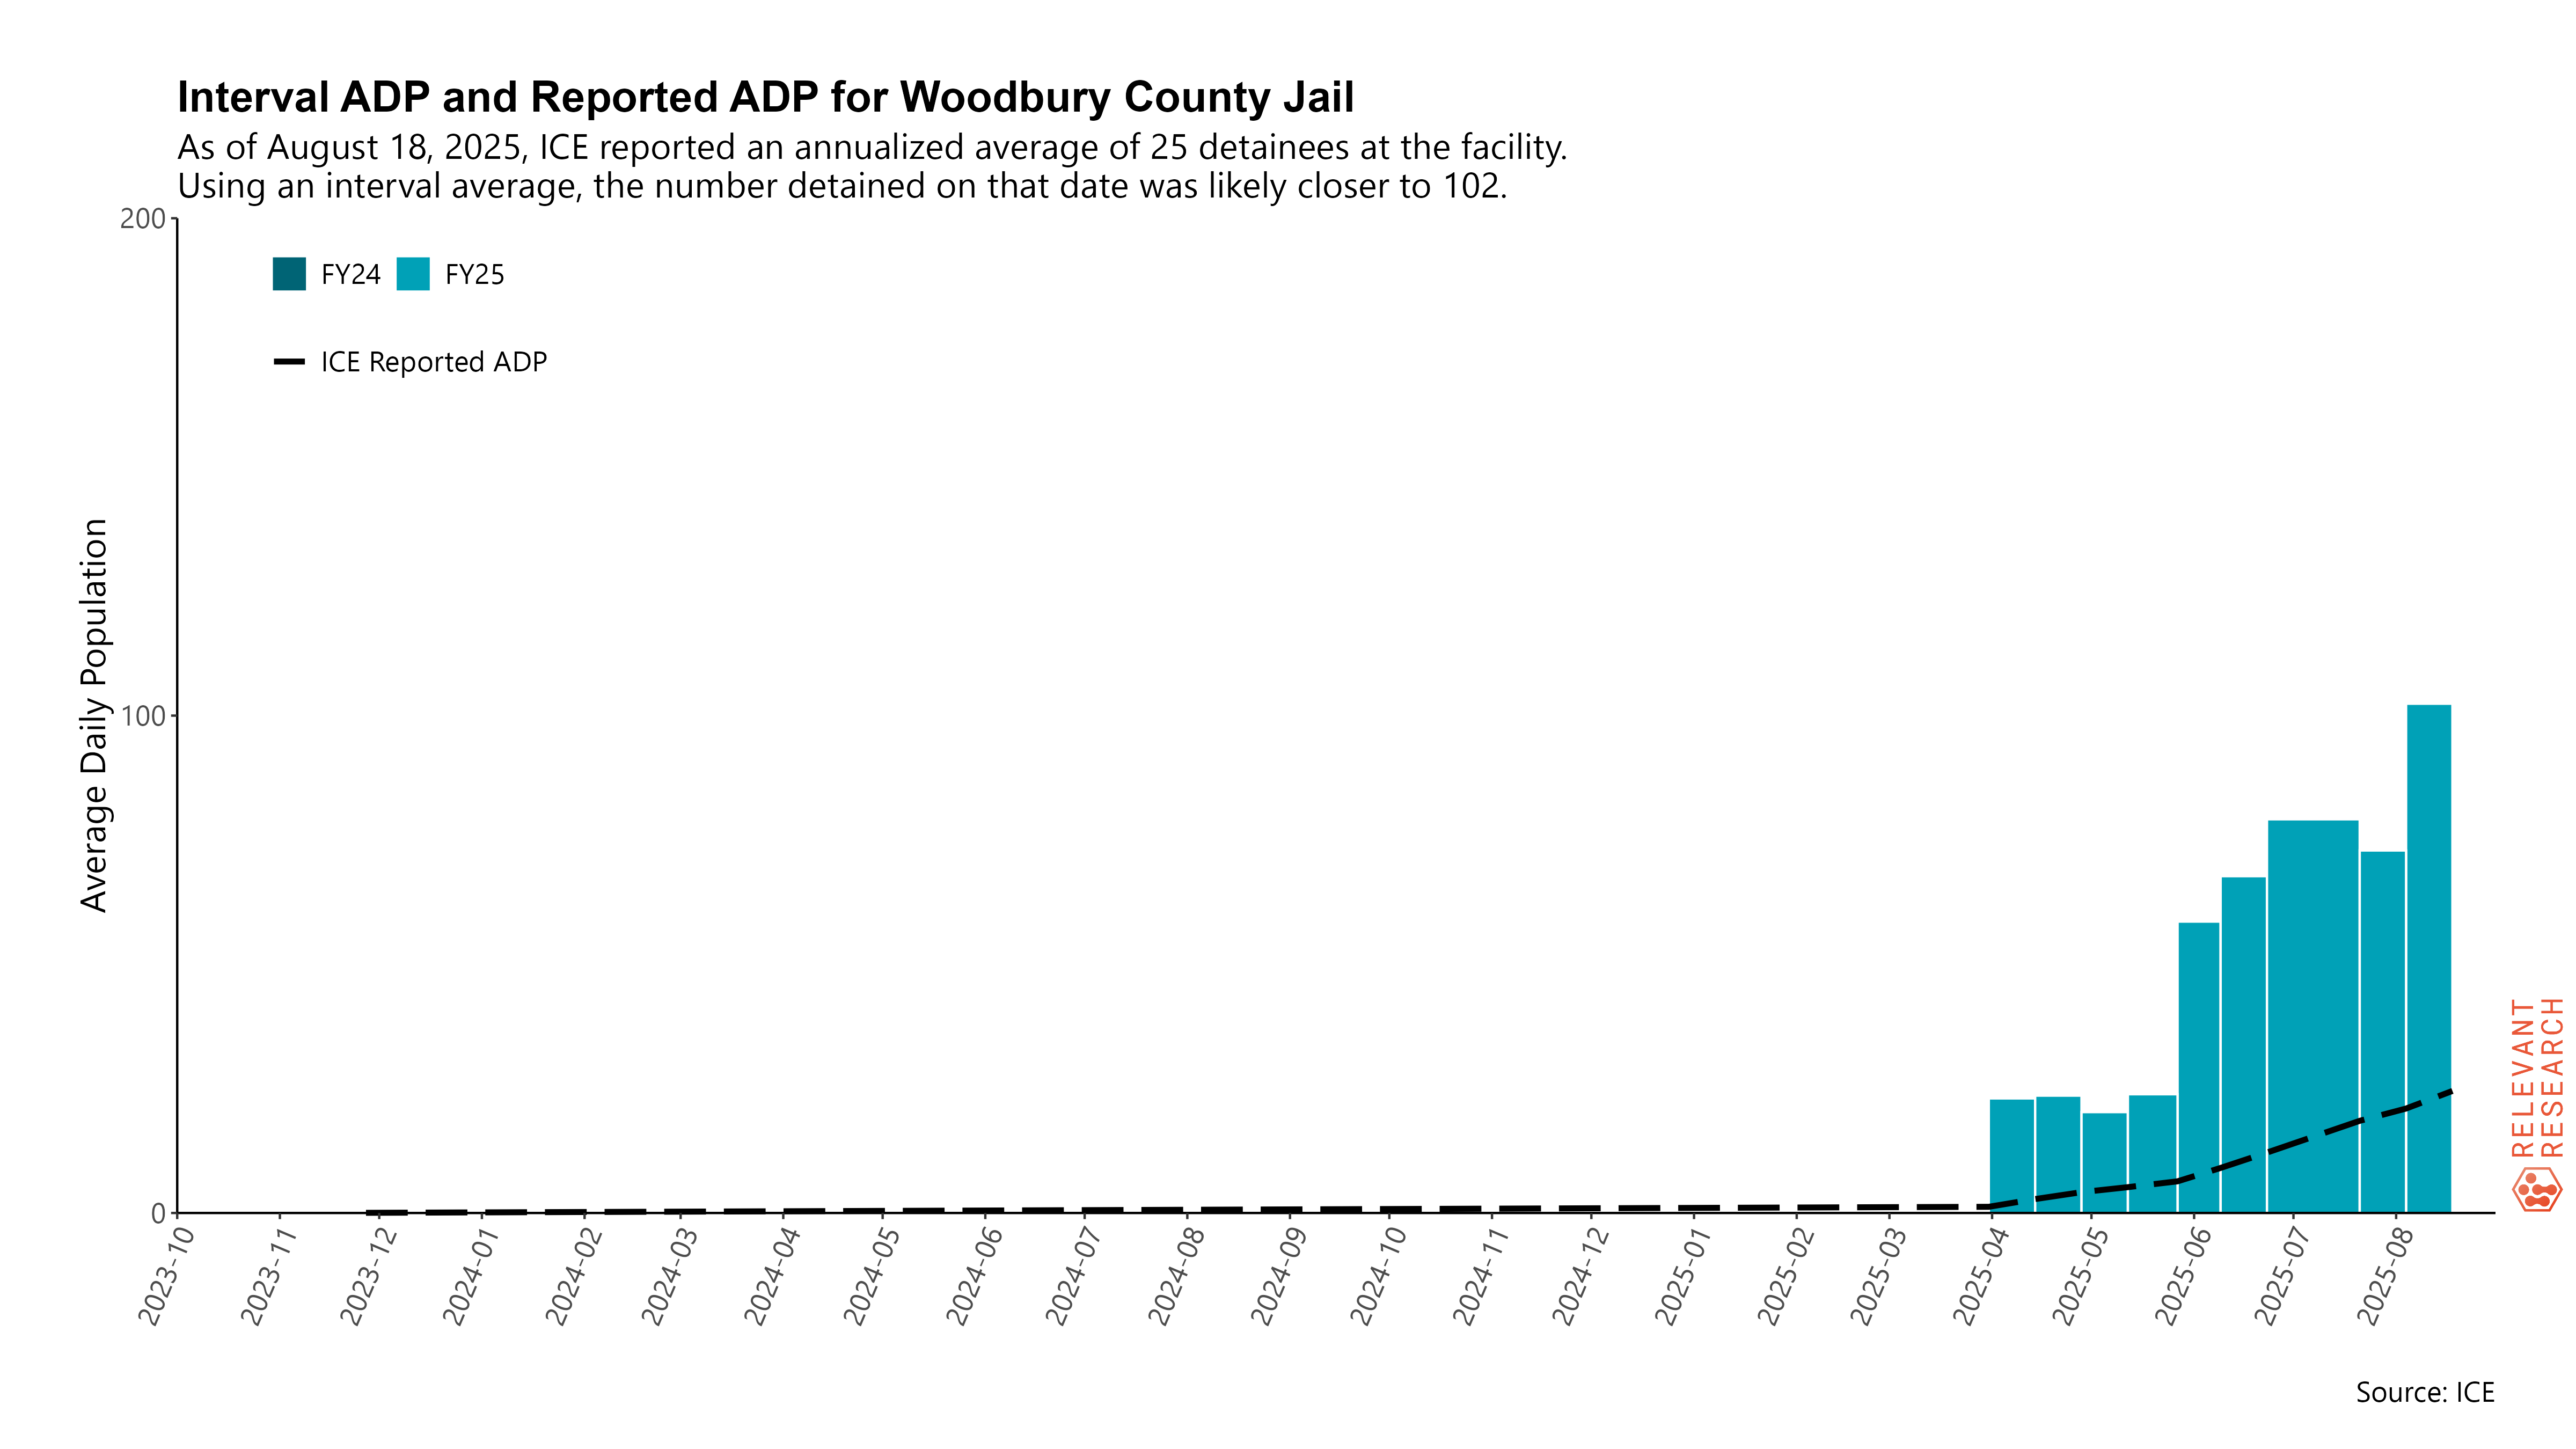 Interval ADP and Reported ADP for Woodbury County Jail
As of August 18, 2025, ICE reported an annualized average of 25 detainees at the facility.
Using an interval average, the number detained on that date was likely closer to 102.
200
FY24
FY25
ICE Reported ADP
Average Daily Population
100
0
2023-10
2023-11
2023-12
2024-01
2024-02
2024-03
2024-04
2024-05
2024-06
2024-07
2024-08
2024-09
2024-10
2024-11
2024-12
2025-01
2025-02
2025-03
2025-04
2025-05
2025-06
2025-07
2025-08
RELEVANT
RESEARCH
Source: ICE